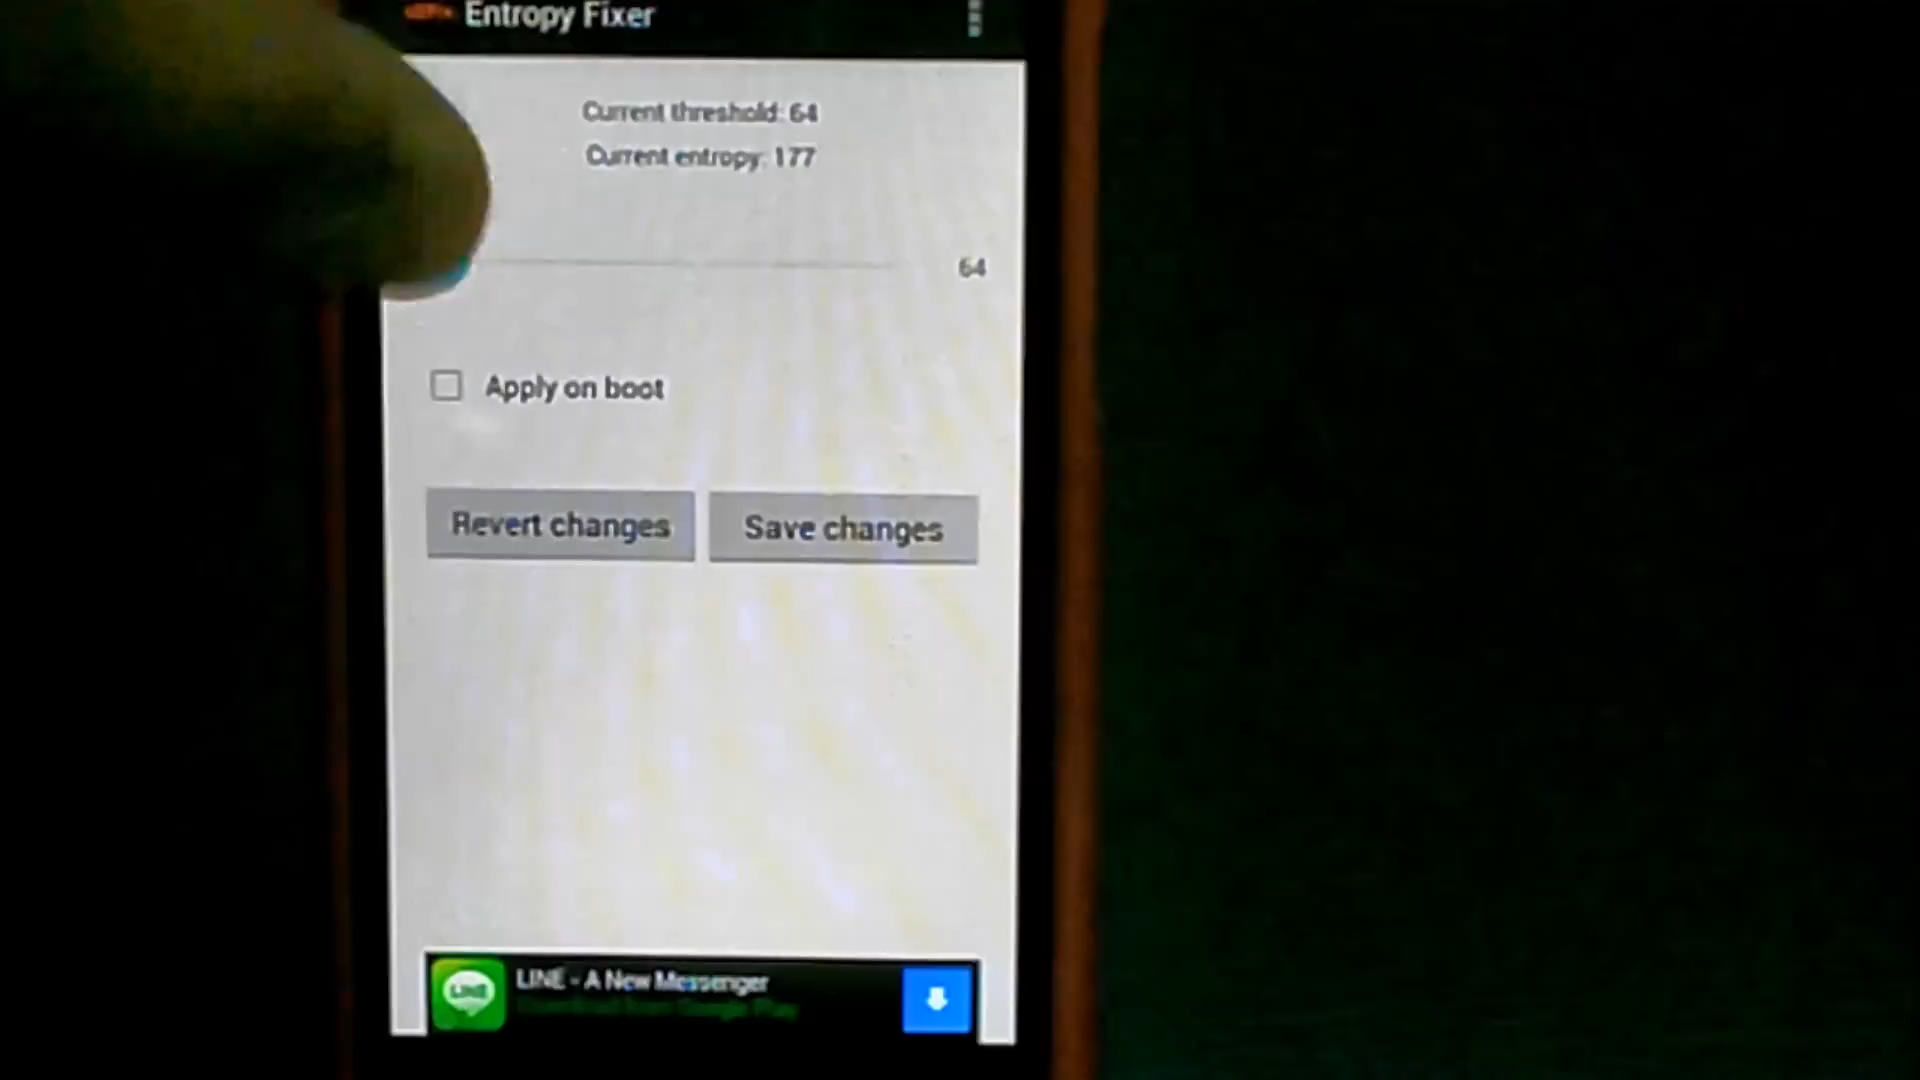 Entropy Fixer
Current threshold: 64
Current entropy: 177
64
Apply on boot
Revert changes
Save changes
LINE
LINE - A New Messenger
Download from Google Play